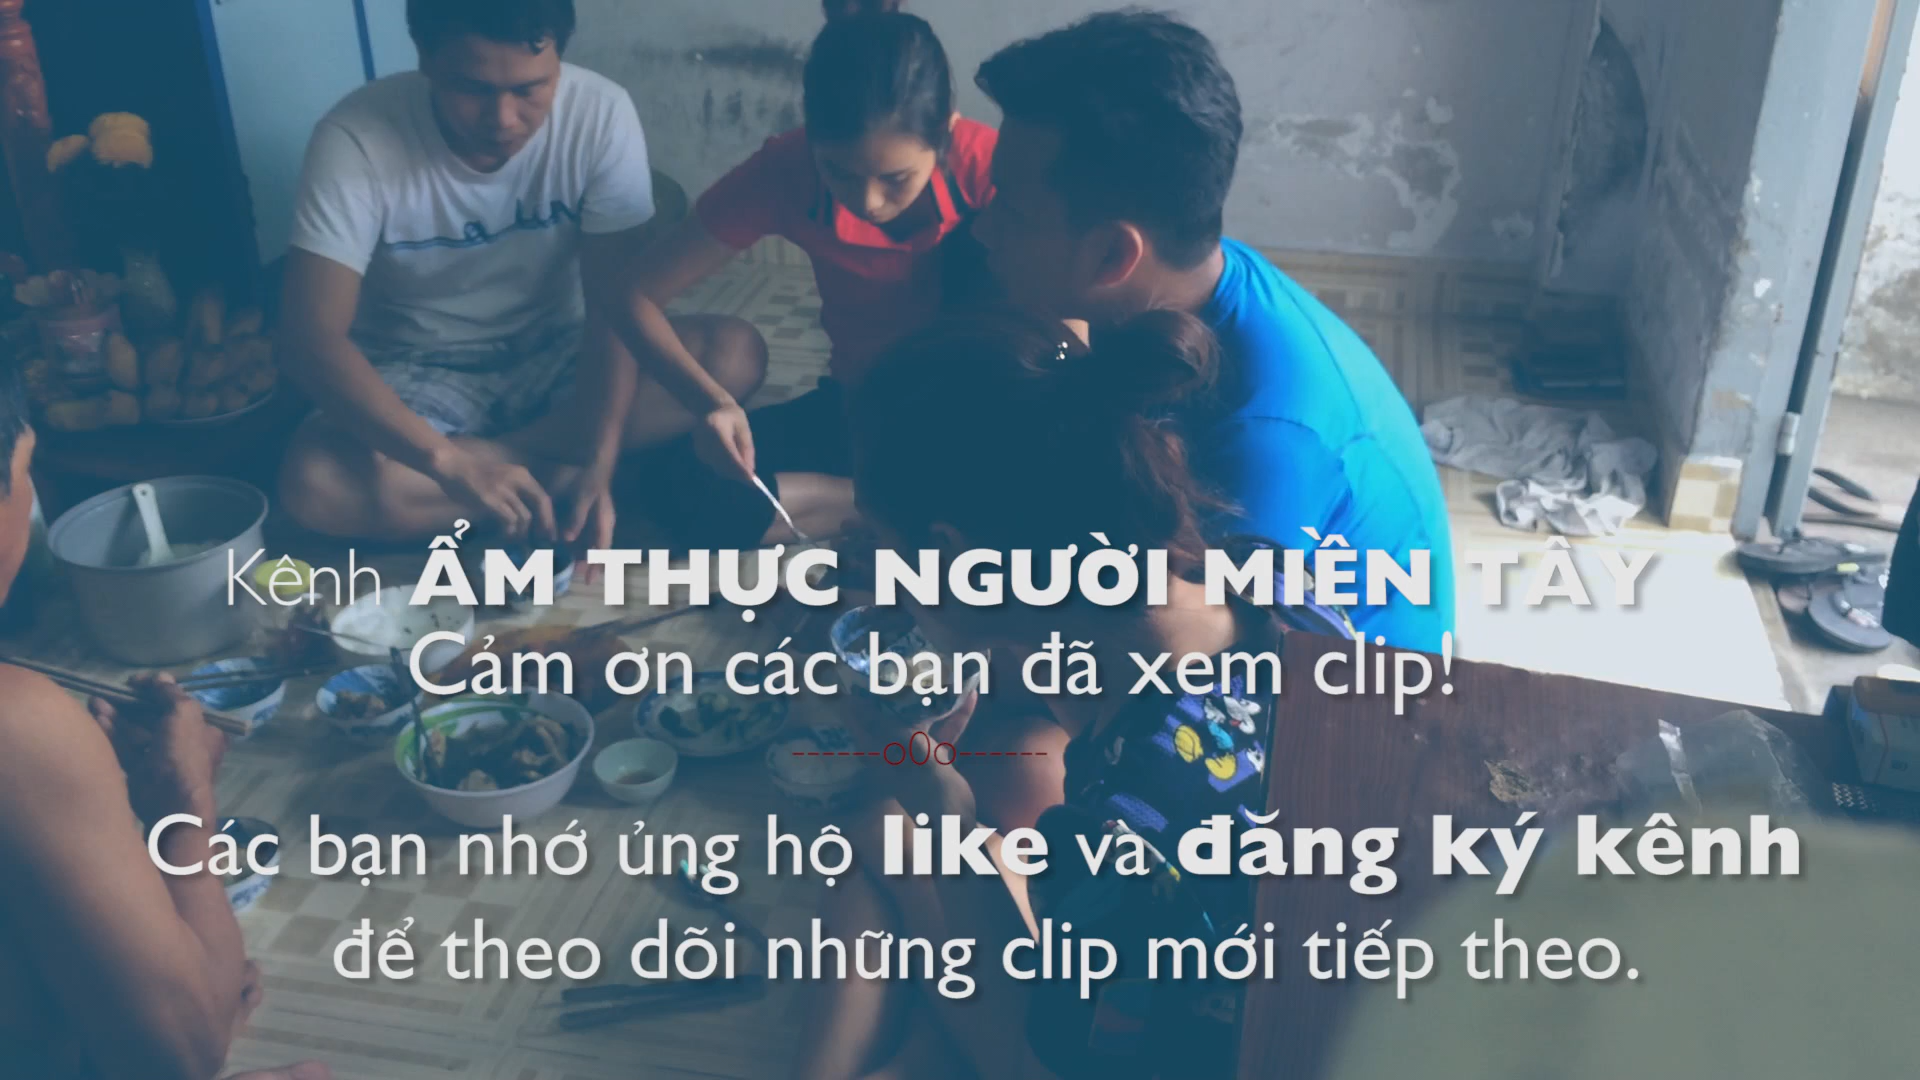 Kênh ẨM THỰC NGƯỜI MIỀN TÂY
Cảm ơn các bạn đã xem clip!
------o0o------
Các bạn nhớ ủng hộ like và đăng ký kênh
để theo dõi những clip mới tiếp theo.